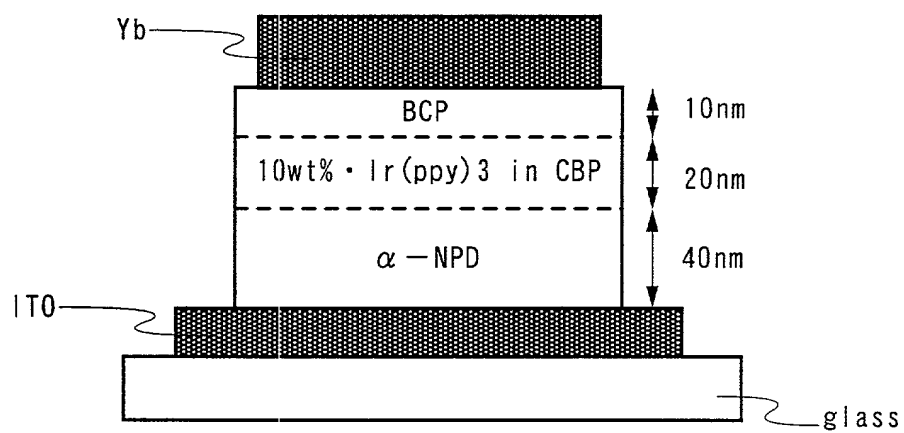 Yb
BCP
10nm
10wt%・Ir(ppy)3 in CBP
20nm
α-NPD
40nm
ITO
glass